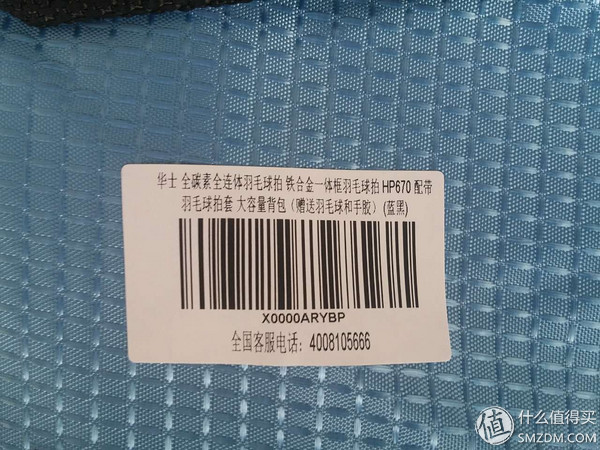 华士 全碳素全连体羽毛球拍 铁合金一体框羽毛球拍 HP670 配带
羽毛球拍套 大容量背包（赠送羽毛球和手胶）(蓝黑)
X0000ARYBP
全国客服电话：4008105666
值 什么值得买
SMZDM.COM